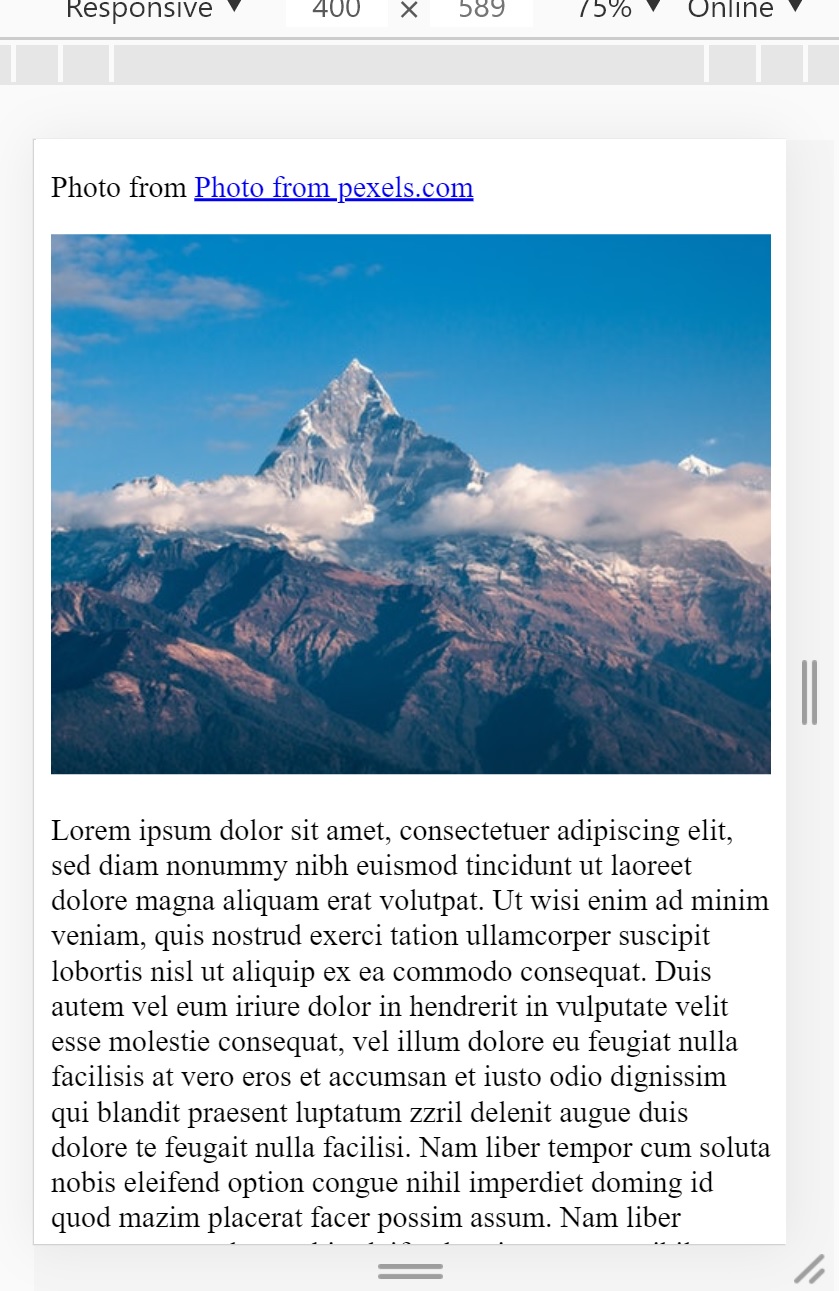 Responsive ▼ 400 × 589 75% ▼ Online ▼
Photo from Photo from pexels.com
Lorem ipsum dolor sit amet, consectetuer adipiscing elit,
sed diam nonummy nibh euismod tincidunt ut laoreet
dolore magna aliquam erat volutpat. Ut wisi enim ad minim
veniam, quis nostrud exerci tation ullamcorper suscipit
lobortis nisl ut aliquip ex ea commodo consequat. Duis
autem vel eum iriure dolor in hendrerit in vulputate velit
esse molestie consequat, vel illum dolore eu feugiat nulla
facilisis at vero eros et accumsan et iusto odio dignissim
qui blandit praesent luptatum zzril delenit augue duis
dolore te feugait nulla facilisi. Nam liber tempor cum soluta
nobis eleifend option congue nihil imperdiet doming id
quod mazim placerat facer possim assum. Nam liber